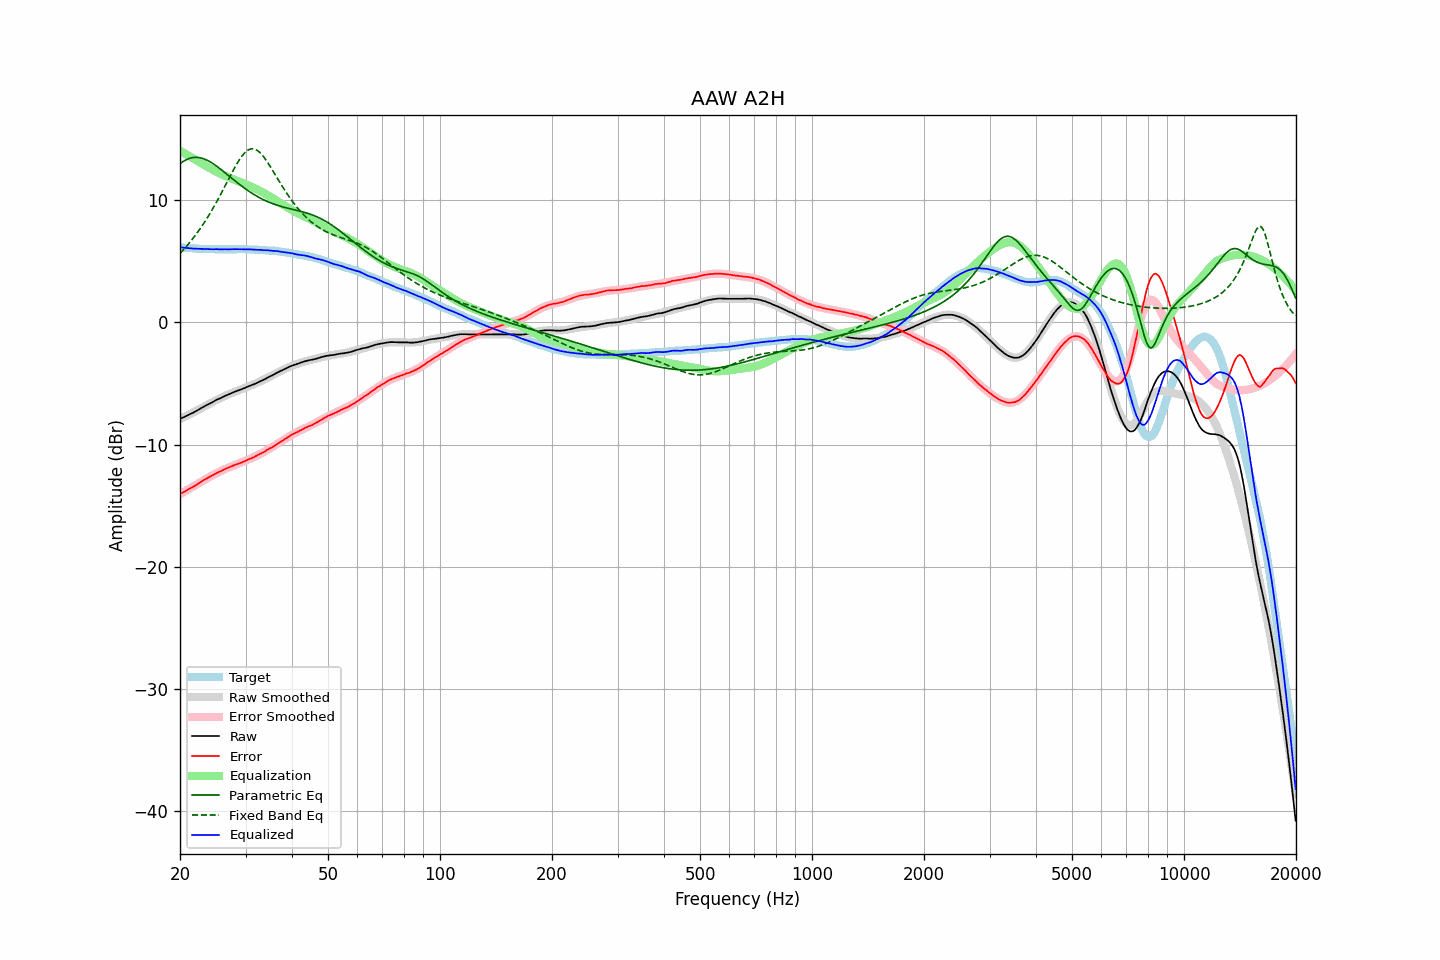 AAW A2H
10
0
−10
−20
−30
−40
Amplitude (dBr)
Target
Raw Smoothed
Error Smoothed
Raw
Error
Equalization
Parametric Eq
Fixed Band Eq
Equalized
20 50 100 200 500 1000 2000 5000 10000 20000
Frequency (Hz)